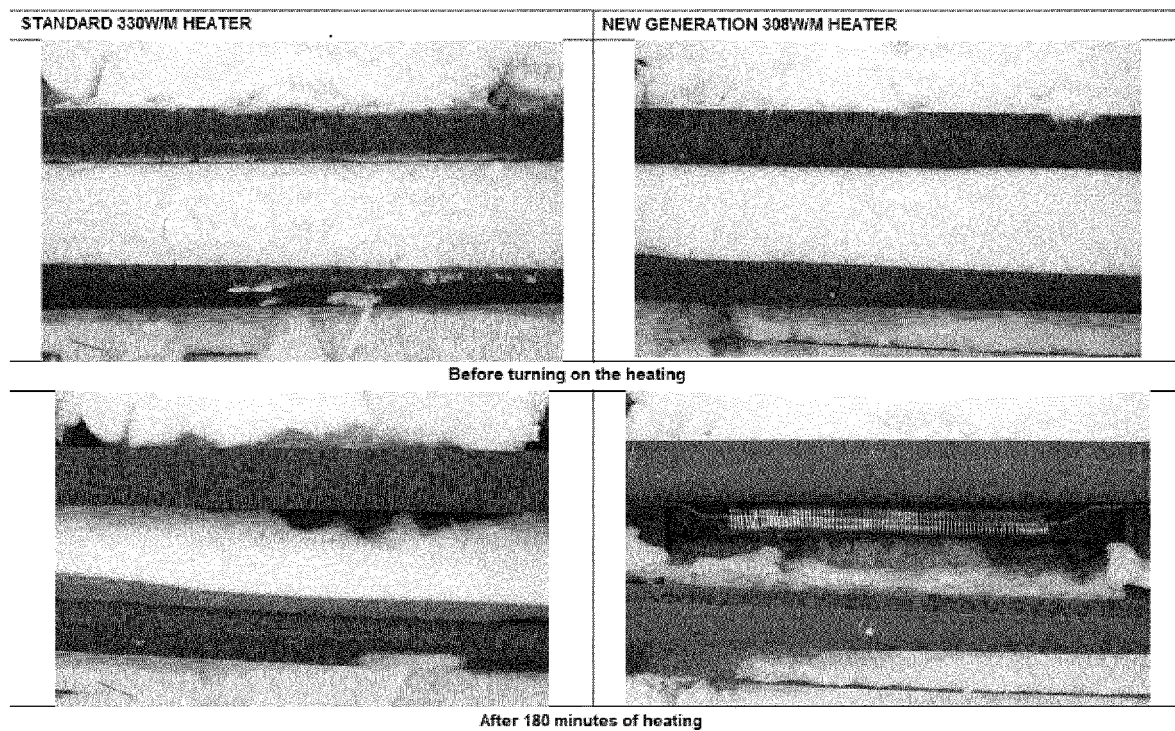 STANDARD 330W/M HEATER
NEW GENERATION 308W/M HEATER
Before turning on the heating
After 180 minutes of heating